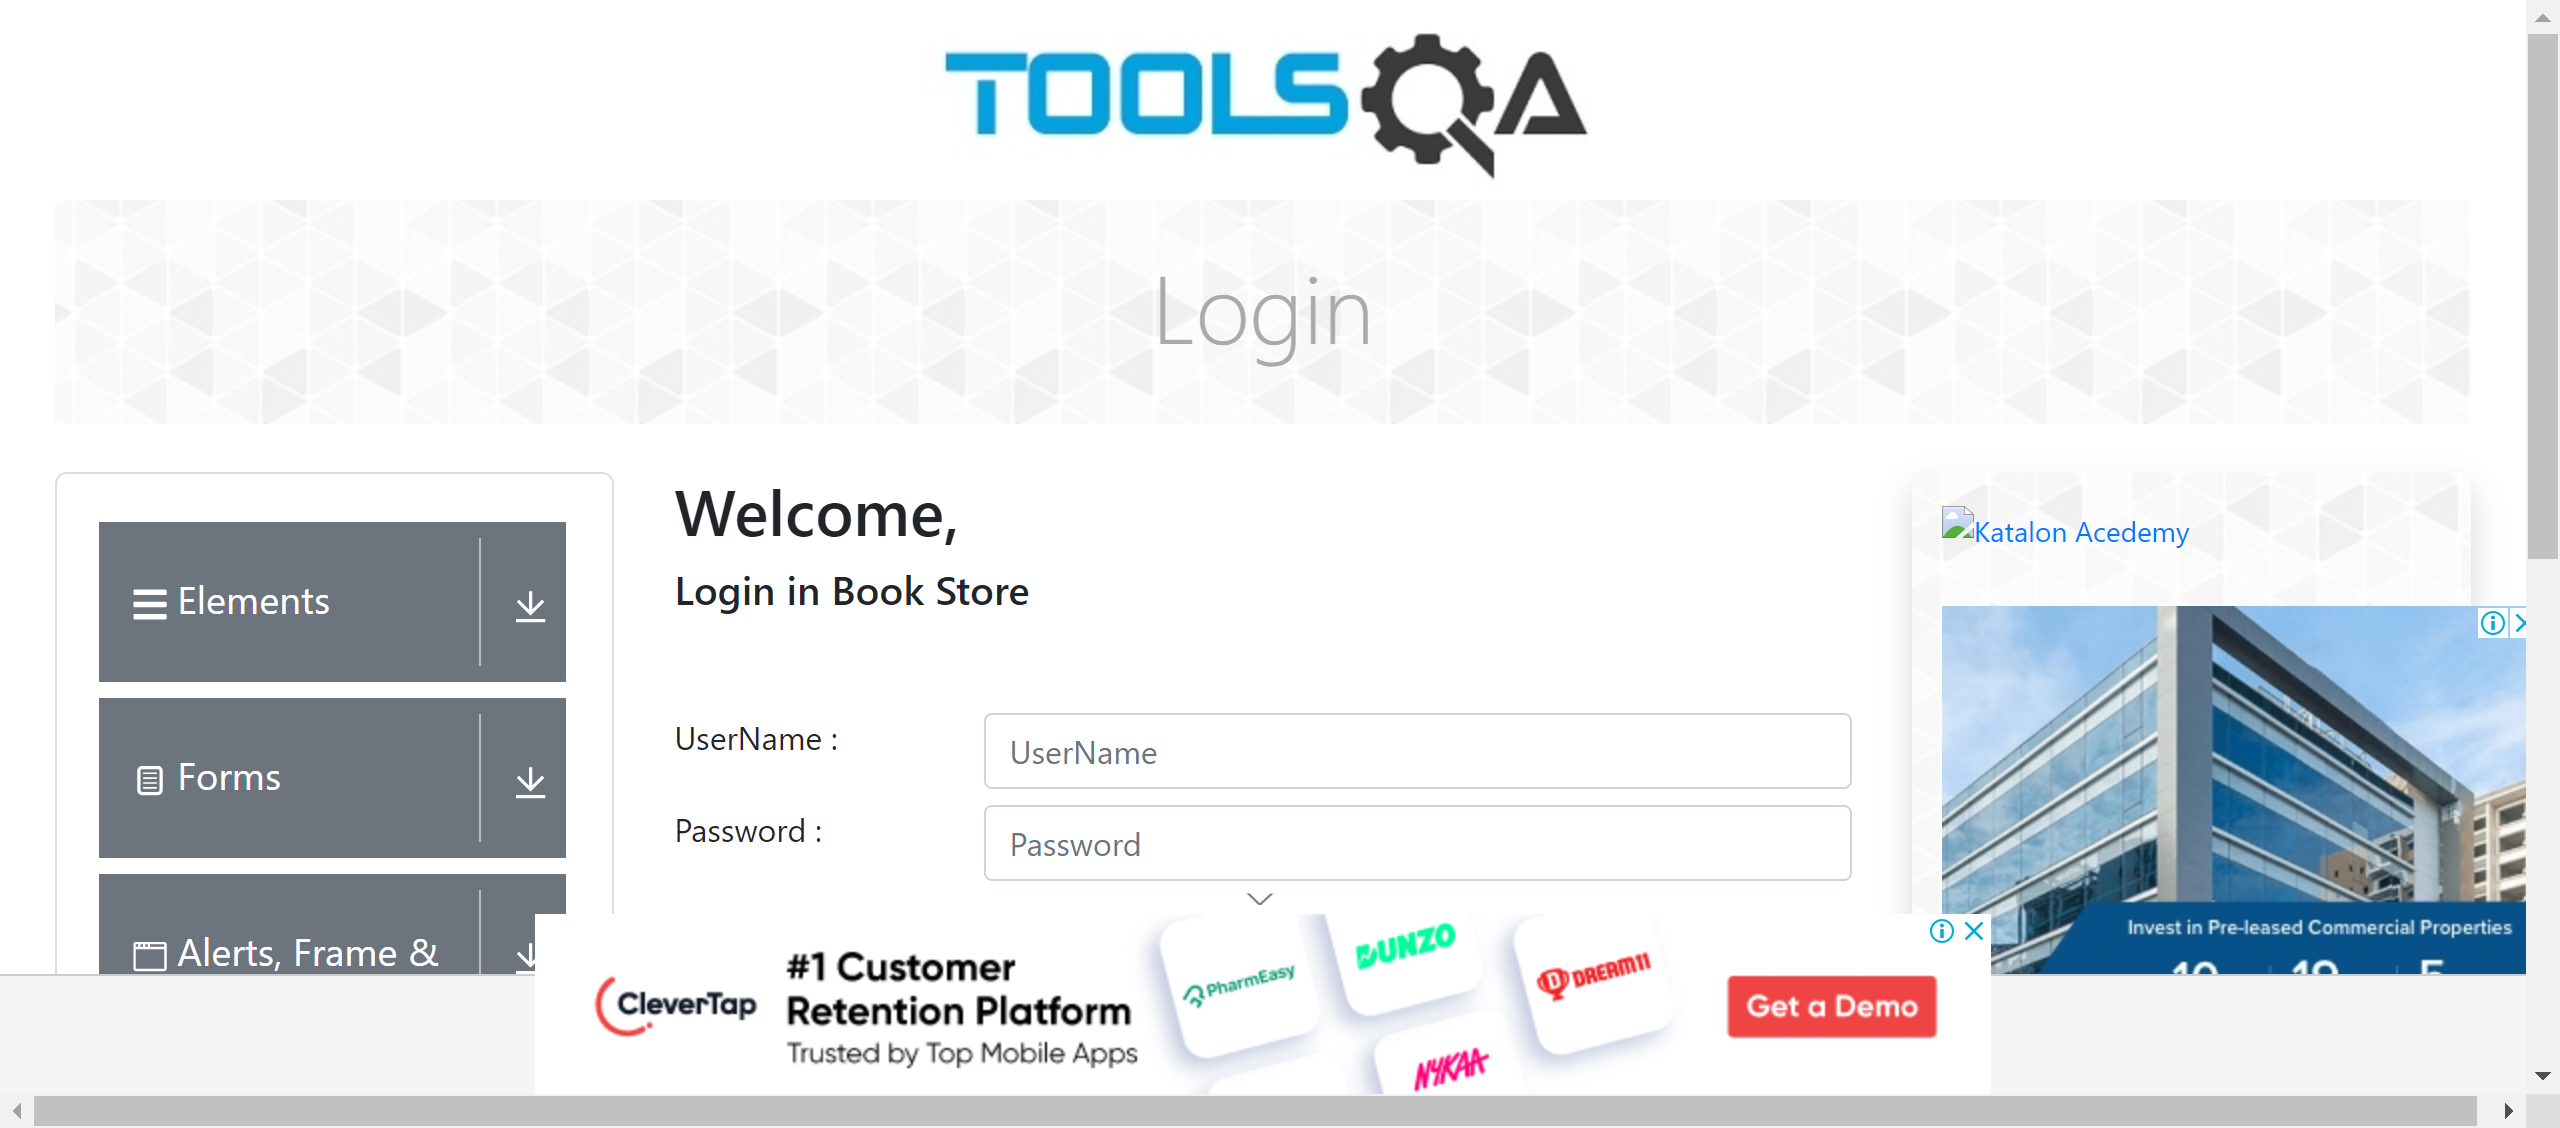 TOOLSQA
Login
Elements
Forms
Alerts, Frame &
Welcome,
Login in Book Store
UserName :
UserName
Password :
Password
Katalon Acedemy
Invest in Pre-leased Commercial Properties
CleverTap
#1 Customer
Retention Platform
Trusted by Top Mobile Apps
PharmEasy
DUNZO
DREAM11
NYKAA
Get a Demo